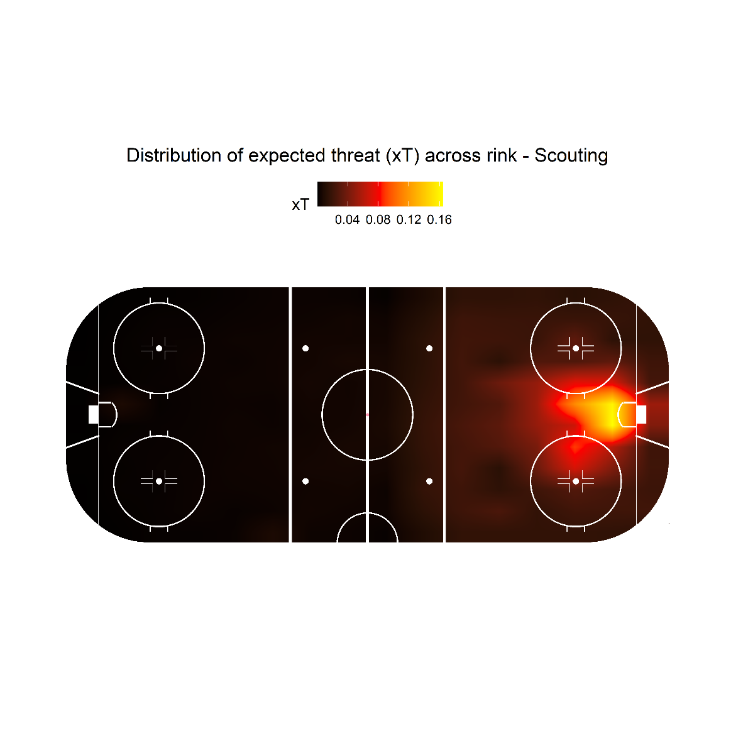 Distribution of expected threat (xT) across rink - Scouting
xT
0.04 0.08 0.12 0.16